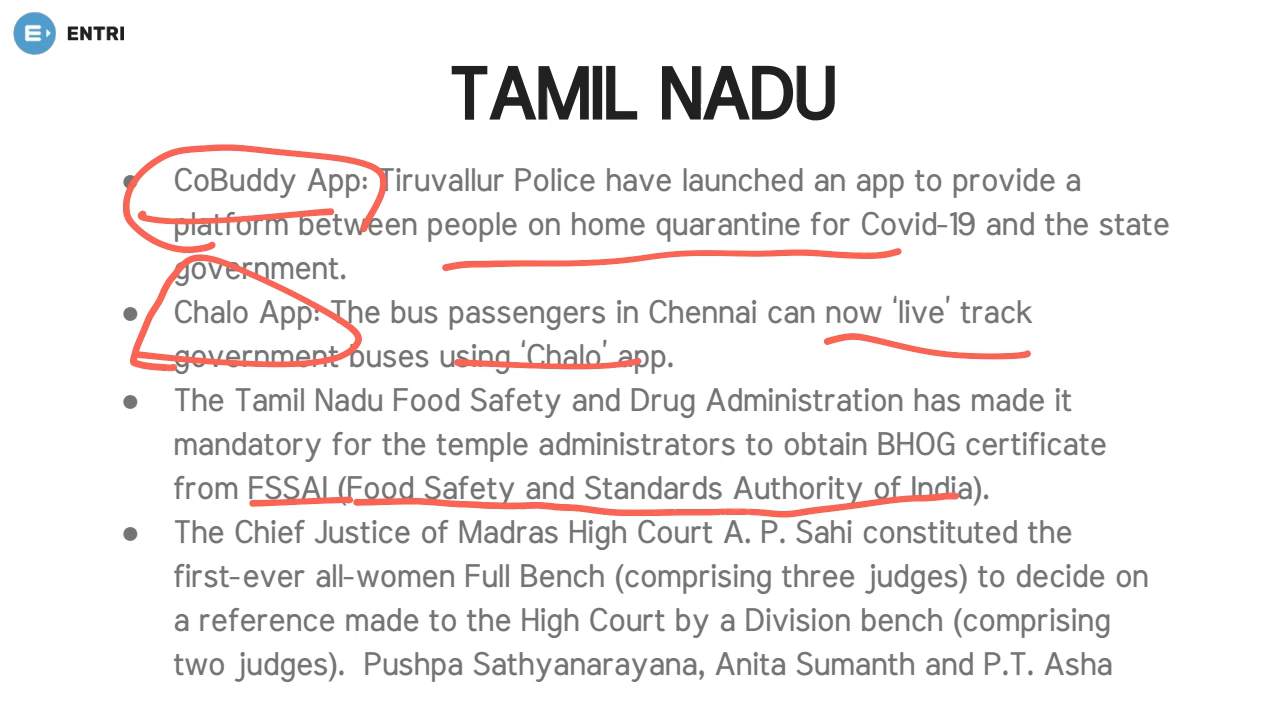 ENTRI
TAMIL NADU
● CoBuddy App: Tiruvallur Police have launched an app to provide a
platform between people on home quarantine for Covid-19 and the state
government.
● Chalo App: The bus passengers in Chennai can now ‘live’ track
government buses using ‘Chalo’ app.
● The Tamil Nadu Food Safety and Drug Administration has made it
mandatory for the temple administrators to obtain BHOG certificate
from FSSAI (Food Safety and Standards Authority of India).
● The Chief Justice of Madras High Court A. P. Sahi constituted the
first-ever all-women Full Bench (comprising three judges) to decide on
a reference made to the High Court by a Division bench (comprising
two judges). Pushpa Sathyanarayana, Anita Sumanth and P.T. Asha